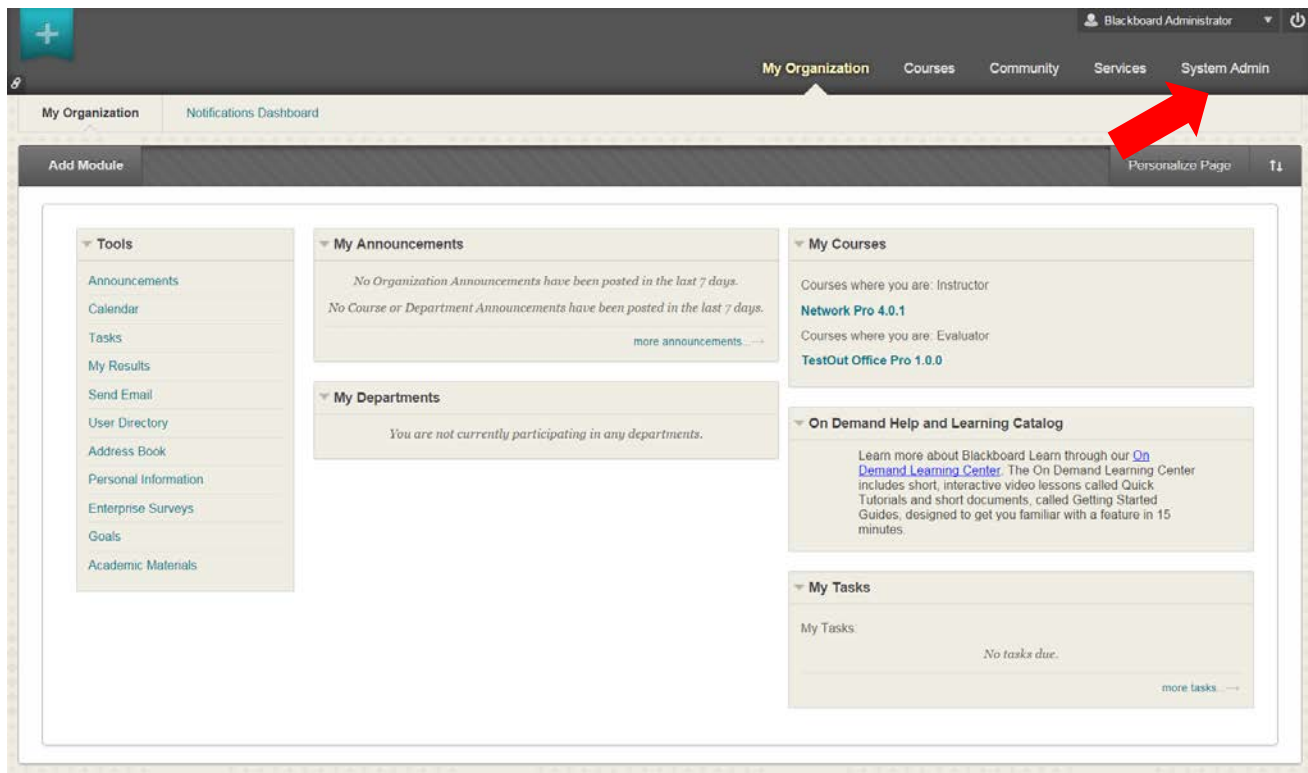 Blackboard Administrator
My Organization
Courses
Community
Services
System Admin
My Organization
Notifications Dashboard
Add Module
Personalize Page
Tools
Announcements
Calendar
Tasks
My Results
Send Email
User Directory
Address Book
Personal Information
Enterprise Surveys
Goals
Academic Materials
My Announcements
No Organization Announcements have been posted in the last 7 days.
No Course or Department Announcements have been posted in the last 7 days.
more announcements...
My Departments
You are not currently participating in any departments.
My Courses
Courses where you are: Instructor
Network Pro 4.0.1
Courses where you are: Evaluator
TestOut Office Pro 1.0.0
On Demand Help and Learning Catalog
Learn more about Blackboard Learn through our On
Demand Learning Center. The On Demand Learning Center
includes short, interactive video lessons called Quick
Tutorials and short documents, called Getting Started
Guides, designed to get you familiar with a feature in 15
minutes.
My Tasks
My Tasks:
No tasks due.
more tasks...